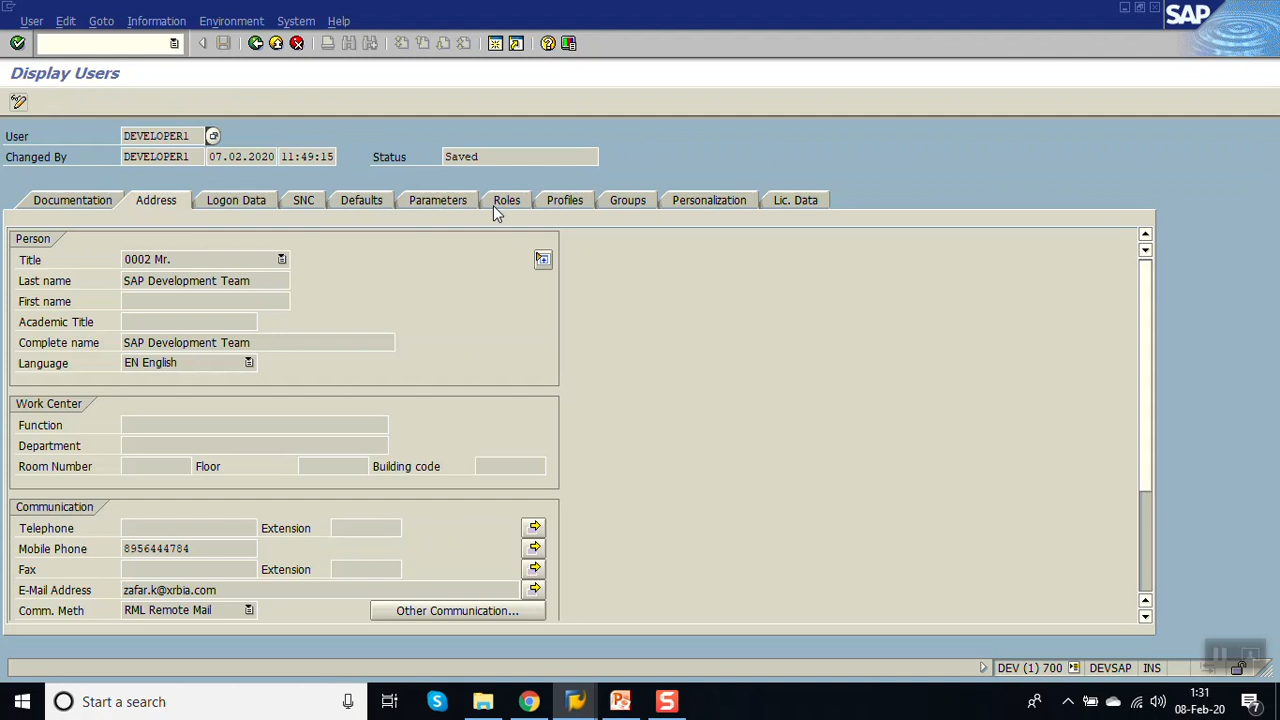 User Edit Goto Information Environment System Help
SAP
Display Users
User DEVELOPER1
Changed By DEVELOPER1 07.02.2020 11:49:15 Status Saved
Documentation Address Logon Data SNC Defaults Parameters Roles Profiles Groups Personalization Lic. Data
Person
Title 0002 Mr.
Last name SAP Development Team
First name
Academic Title
Complete name SAP Development Team
Language EN English
Work Center
Function
Department
Room Number Floor Building code
Communication
Telephone Extension
Mobile Phone 8956444784
Fax Extension
E-Mail Address zafar.k@xrbia.com
Comm. Meth RML Remote Mail Other Communication...
DEV (1) 700 DEVSAP INS
Start a search
1:31
08-Feb-20
7